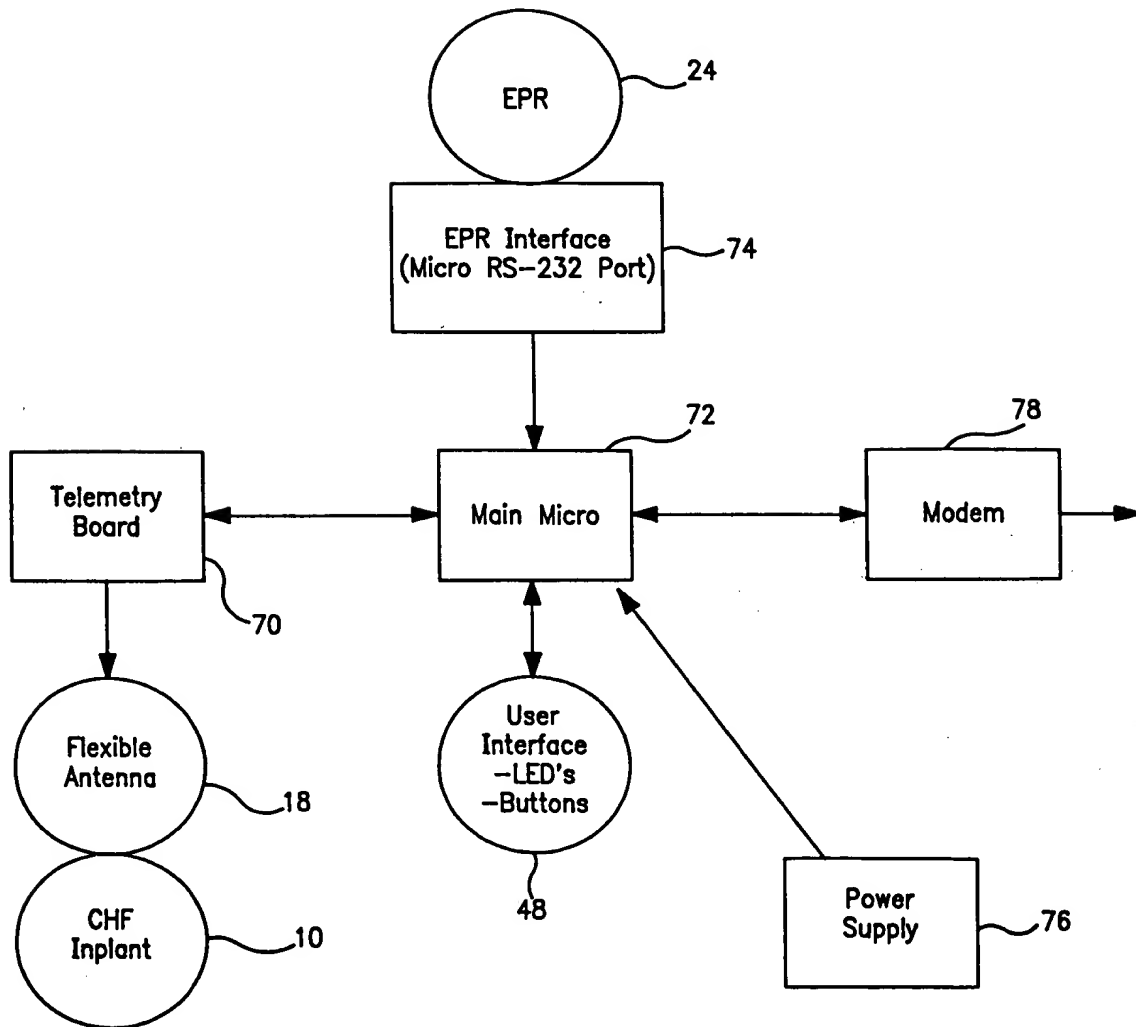 24
EPR
EPR Interface
(Micro RS-232 Port)
74
72
78
Telemetry
Board
Main Micro
Modem
70
Flexible
Antenna
18
User
Interface
-LED's
-Buttons
48
CHF
Inplant
10
Power
Supply
76